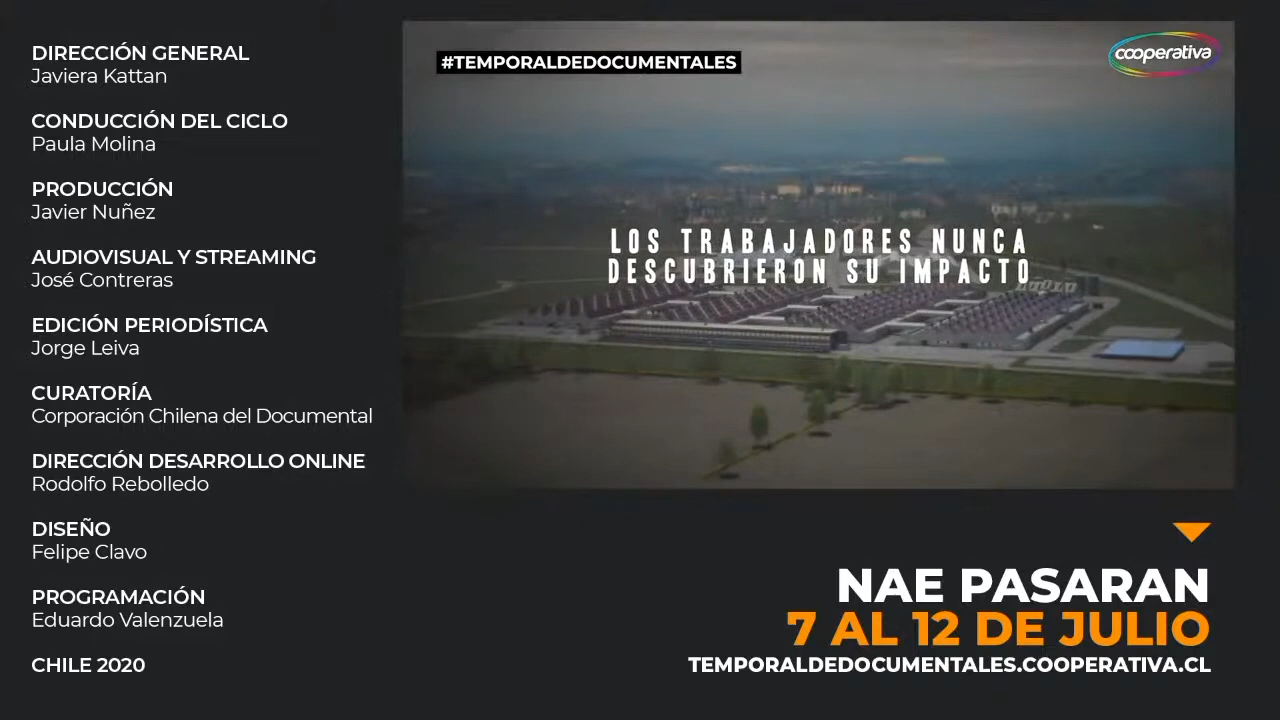 DIRECCIÓN GENERAL
Javiera Kattan
CONDUCCIÓN DEL CICLO
Paula Molina
PRODUCCIÓN
Javier Nuñez
AUDIOVISUAL Y STREAMING
José Contreras
EDICIÓN PERIODÍSTICA
Jorge Leiva
CURATORÍA
Corporación Chilena del Documental
DIRECCIÓN DESARROLLO ONLINE
Rodolfo Rebolledo
DISEÑO
Felipe Clavo
PROGRAMACIÓN
Eduardo Valenzuela
CHILE 2020
#TEMPORALDEDOCUMENTALES
cooperativa
LOS TRABAJADORES NUNCA
DESCUBRIERON SU IMPACTO
NAE PASARAN
7 AL 12 DE JULIO
TEMPORALDEDOCUMENTALES.COOPERATIVA.CL